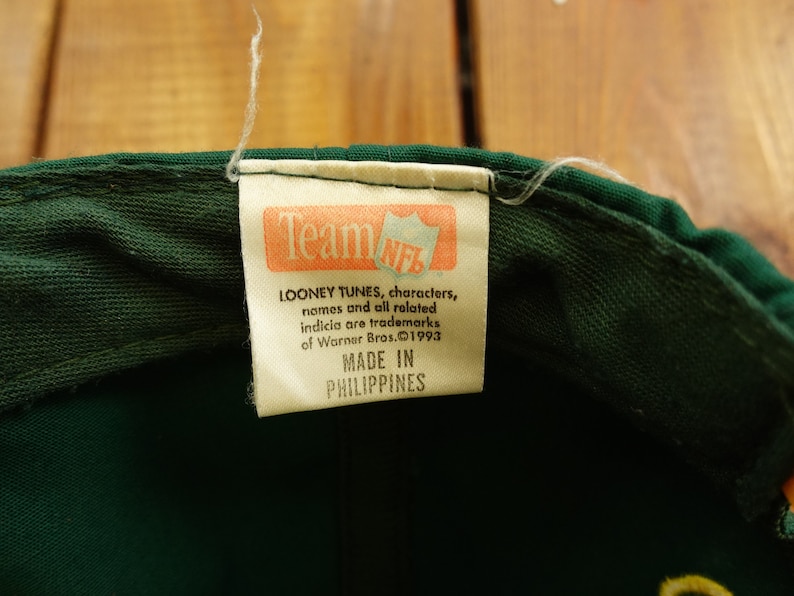 Team NFL
LOONEY TUNES, characters,
names and all related
indicia are trademarks
of Warner Bros.©1993
MADE IN
PHILIPPINES